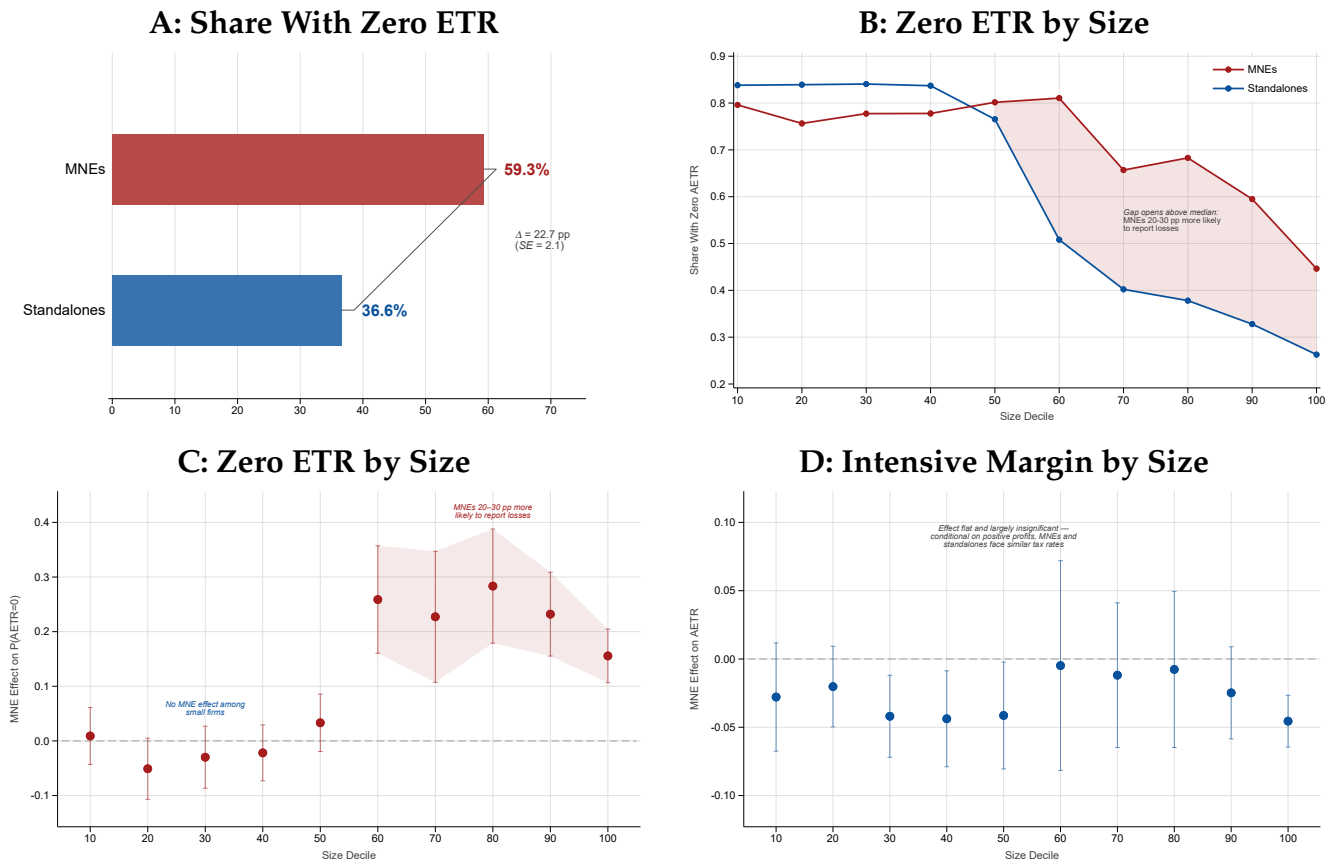 A: Share With Zero ETR
MNEs
59.3%
Δ = 22.7 pp
(SE = 2.1)
Standalones
36.6%
0 10 20 30 40 50 60 70
B: Zero ETR by Size
MNEs
Standalones
Share With Zero AETR
0.9
0.8
0.7
0.6
0.5
0.4
0.3
0.2
Gap opens above median:
MNEs 20-30 pp more likely
to report losses
10 20 30 40 50 60 70 80 90 100
Size Decile
C: Zero ETR by Size
MNE Effect on P(AETR=0)
0.4
0.3
0.2
0.1
0.0
-0.1
MNEs 20–30 pp more
likely to report losses
No MNE effect among
small firms
10 20 30 40 50 60 70 80 90 100
Size Decile
D: Intensive Margin by Size
MNE Effect on AETR
0.10
0.05
0.00
-0.05
-0.10
Effect flat and largely insignificant —
conditional on positive profits, MNEs and
standalones face similar tax rates
10 20 30 40 50 60 70 80 90 100
Size Decile